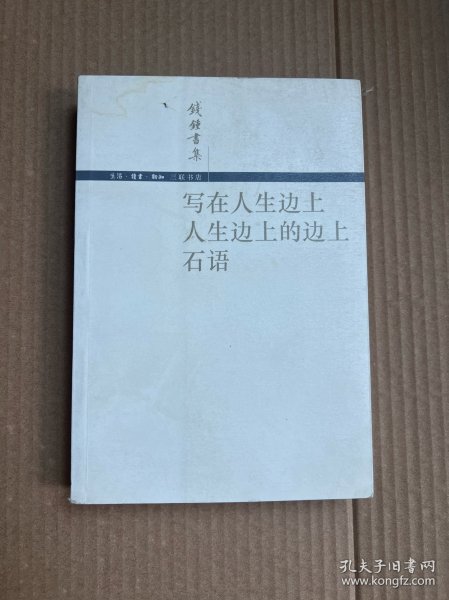 錢鍾書集
生活·讀書·新知 三联书店
写在人生边上
人生边上的边上
石语
孔夫子旧书网
www.kongfz.com